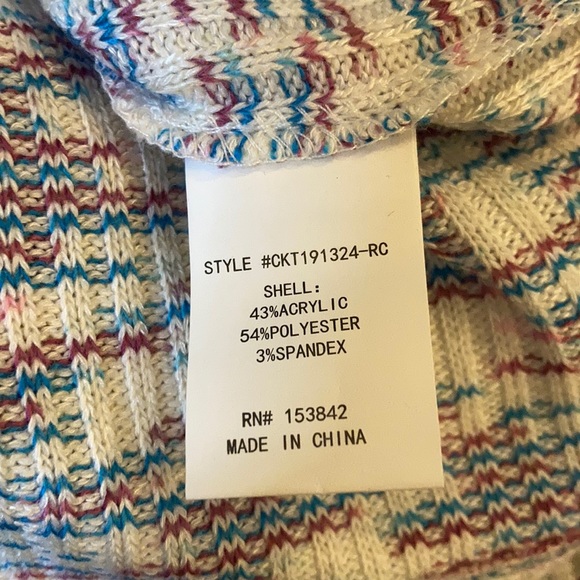 STYLE #CKT191324-RC
SHELL:
43%ACRYLIC
54%POLYESTER
3%SPANDEX
RN# 153842
MADE IN CHINA